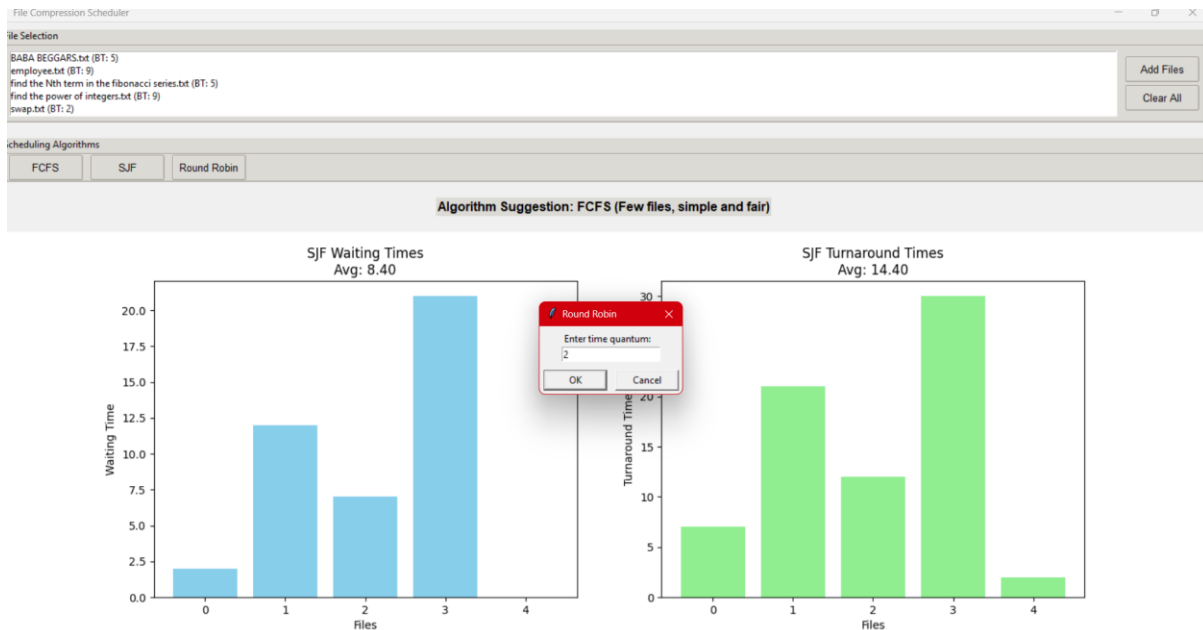 File Compression Scheduler
File Selection
BABA BEGGARS.txt (BT: 5)
employee.txt (BT: 9)
find the Nth term in the fibonacci series.txt (BT: 5)
find the power of integers.txt (BT: 9)
swap.txt (BT: 2)
Add Files
Clear All
Scheduling Algorithms
FCFS SJF Round Robin
Algorithm Suggestion: FCFS (Few files, simple and fair)
SJF Waiting Times
Avg: 8.40
20.0
17.5
15.0
12.5
10.0
7.5
5.0
2.5
0.0
Waiting Time
0 1 2 3 4
Files
Round Robin
Enter time quantum:
2
OK Cancel
SJF Turnaround Times
Avg: 14.40
30
20
15
10
5
0
Turnaround Time
0 1 2 3 4
Files